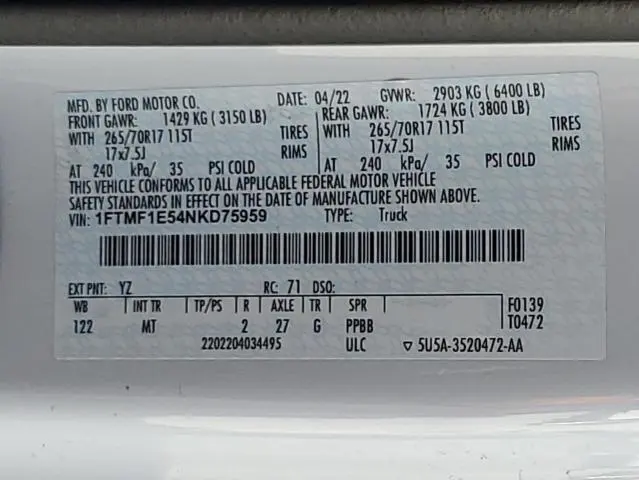 MFD. BY FORD MOTOR CO. DATE: 04/22 GVWR: 2903 KG ( 6400 LB)
FRONT GAWR: 1429 KG ( 3150 LB) REAR GAWR: 1724 KG ( 3800 LB)
WITH 265/70R17 115T TIRES WITH 265/70R17 115T TIRES
17x7.5J RIMS 17x7.5J RIMS
AT 240 kPa/ 35 PSI COLD AT 240 kPa/ 35 PSI COLD
THIS VEHICLE CONFORMS TO ALL APPLICABLE FEDERAL MOTOR VEHICLE
SAFETY STANDARDS IN EFFECT ON THE DATE OF MANUFACTURE SHOWN ABOVE.
VIN: 1FTMF1E54NKD75959 TYPE: Truck
EXT PNT: YZ RC: 71 DSO:
WB INT TR TP/PS R AXLE TR SPR F0139
122 MT 2 27 G PPBB T0472
2202204034495 ULC ▽ 5U5A-3520472-AA